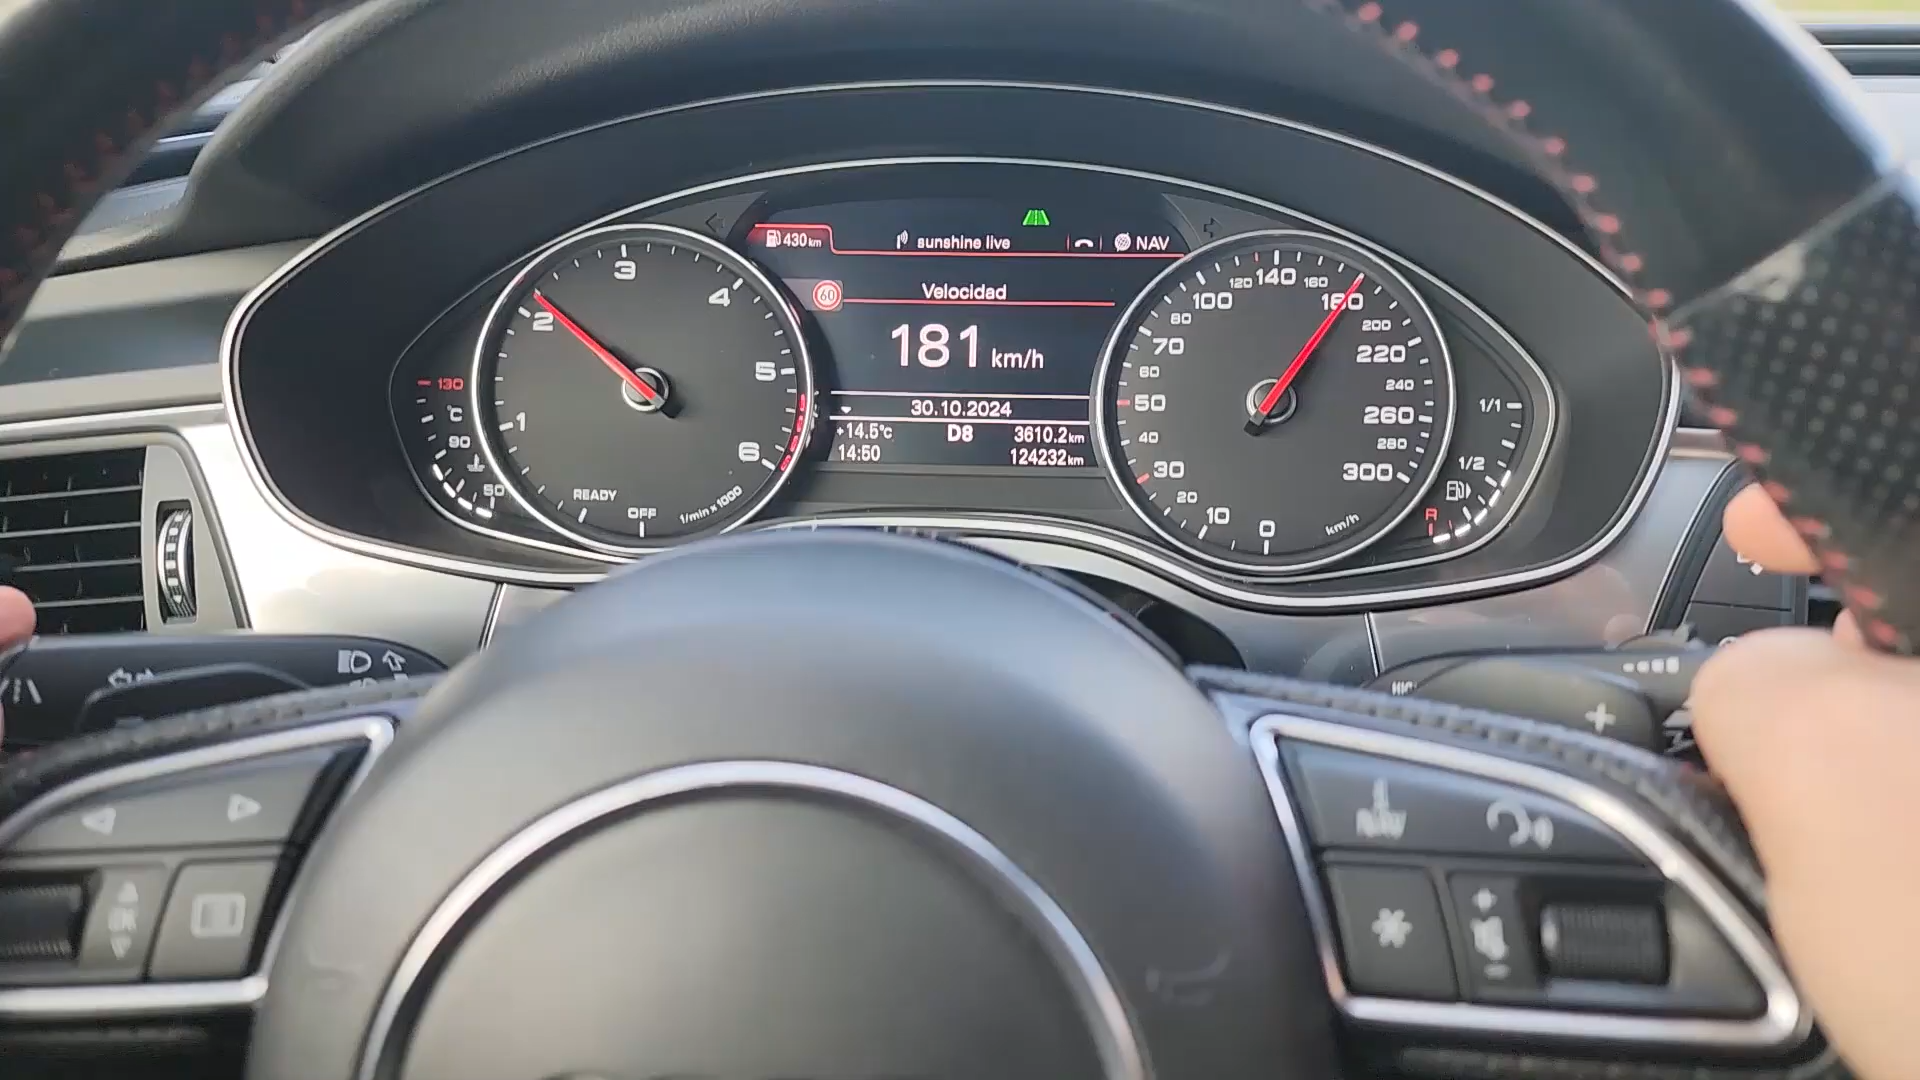 430 km
sunshine live
NAV
60
Velocidad
181 km/h
30.10.2024
+14.5°C D8 3610.2 km
14:50 124232 km
1 2 3 4 5 6
READY
OFF
1/min x 1000
130
°C
90
50
0 10 20 30 40 50 60 70 80 100 120 140 160 180 200 220 240 260 280 300
km/h
1/1
1/2
R
HIGH
NAV
OK